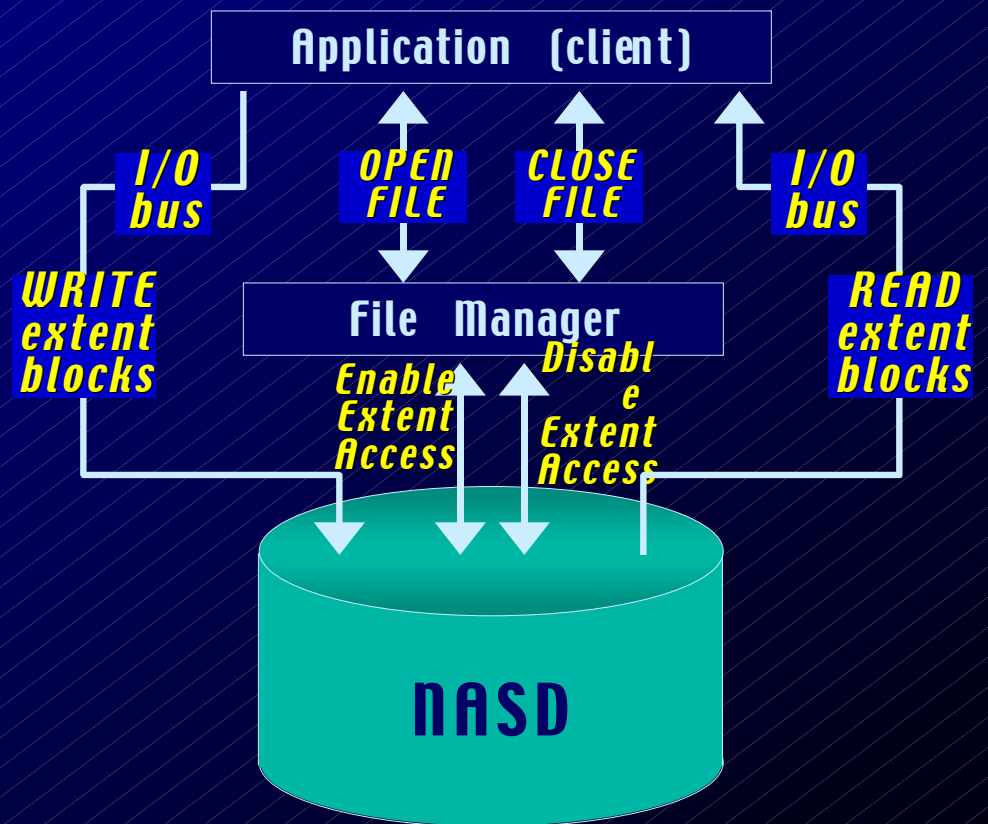 Application (client)
I/O
bus
OPEN
FILE
CLOSE
FILE
I/O
bus
WRITE
extent
blocks
File Manager
READ
extent
blocks
Enable
Extent
Access
Disabl
e
Extent
Access
NASD